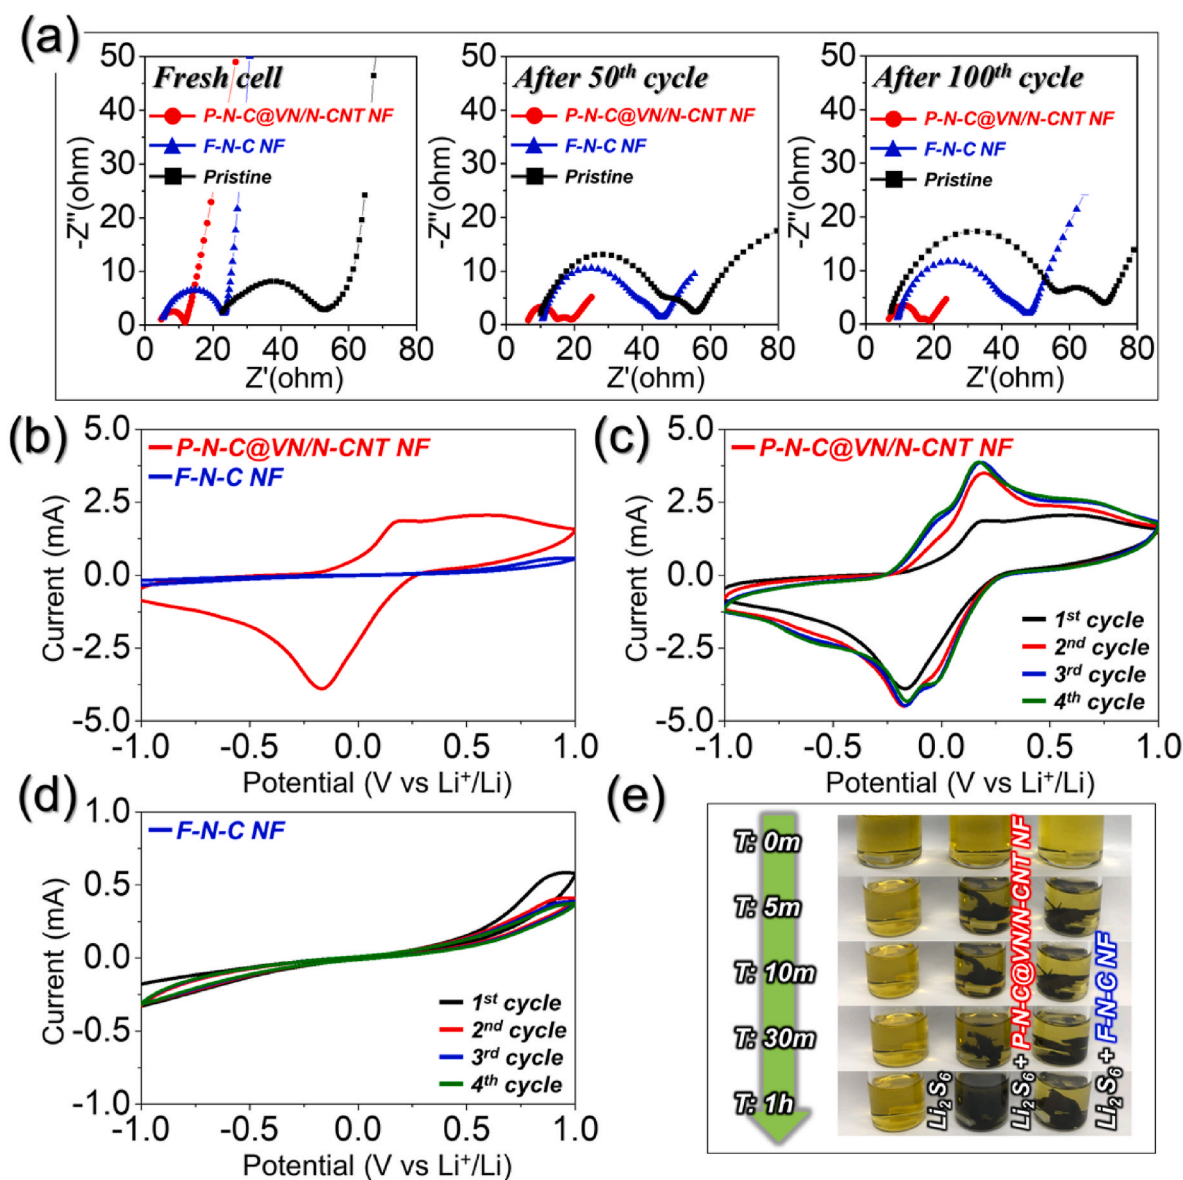 (a)
Fresh cell
P-N-C@VN/N-CNT NF
F-N-C NF
Pristine
50
40
30
20
10
0
-Z"(ohm)
0 20 40 60 80
Z'(ohm)
After 50th cycle
P-N-C@VN/N-CNT NF
F-N-C NF
Pristine
50
40
30
20
10
0
-Z"(ohm)
0 20 40 60 80
Z'(ohm)
After 100th cycle
P-N-C@VN/N-CNT NF
F-N-C NF
Pristine
50
40
30
20
10
0
-Z"(ohm)
0 20 40 60 80
Z'(ohm)
(b)
P-N-C@VN/N-CNT NF
F-N-C NF
5.0
2.5
0.0
-2.5
-5.0
Current (mA)
-1.0 -0.5 0.0 0.5 1.0
Potential (V vs Li⁺/Li)
(c)
P-N-C@VN/N-CNT NF
5.0
2.5
0.0
-2.5
-5.0
Current (mA)
1st cycle
2nd cycle
3rd cycle
4th cycle
-1.0 -0.5 0.0 0.5 1.0
Potential (V vs Li⁺/Li)
(d)
F-N-C NF
1.0
0.5
0.0
-0.5
-1.0
Current (mA)
1st cycle
2nd cycle
3rd cycle
4th cycle
-1.0 -0.5 0.0 0.5 1.0
Potential (V vs Li⁺/Li)
(e)
T: 0m
T: 5m
T: 10m
T: 30m
T: 1h
Li₂S₆
Li₂S₆ + P-N-C@VN/N-CNT NF
Li₂S₆ + F-N-C NF